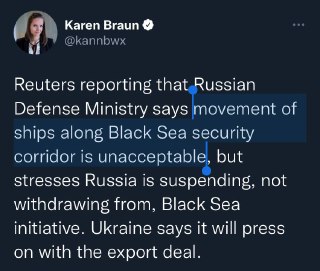 Karen Braun
@kannbwx
Reuters reporting that Russian
Defense Ministry says movement of
ships along Black Sea security
corridor is unacceptable, but
stresses Russia is suspending, not
withdrawing from, Black Sea
initiative. Ukraine says it will press
on with the export deal.